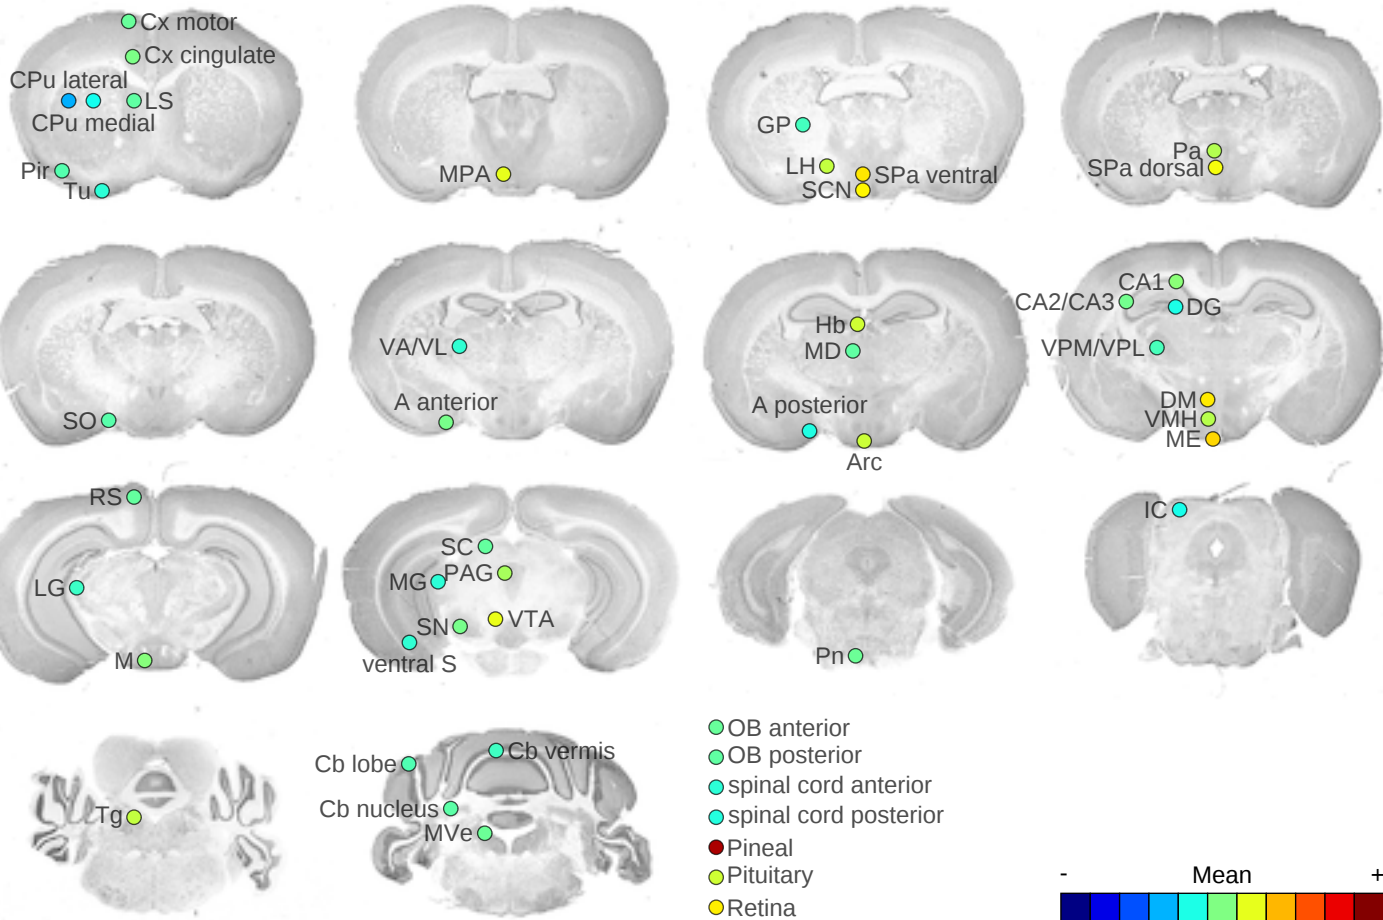 Cx motor
Cx cingulate
CPu lateral
LS
CPu medial
Pir
Tu
MPA
GP
LH
SPa ventral
SCN
Pa
SPa dorsal
SO
VA/VL
A anterior
Hb
MD
A posterior
Arc
CA1
CA2/CA3
DG
VPM/VPL
DM
VMH
ME
RS
LG
M
SC
MG
PAG
SN
VTA
ventral S
Pn
IC
Tg
Cb vermis
Cb lobe
Cb nucleus
MVe
OB anterior
OB posterior
spinal cord anterior
spinal cord posterior
Pineal
Pituitary
Retina
- Mean +